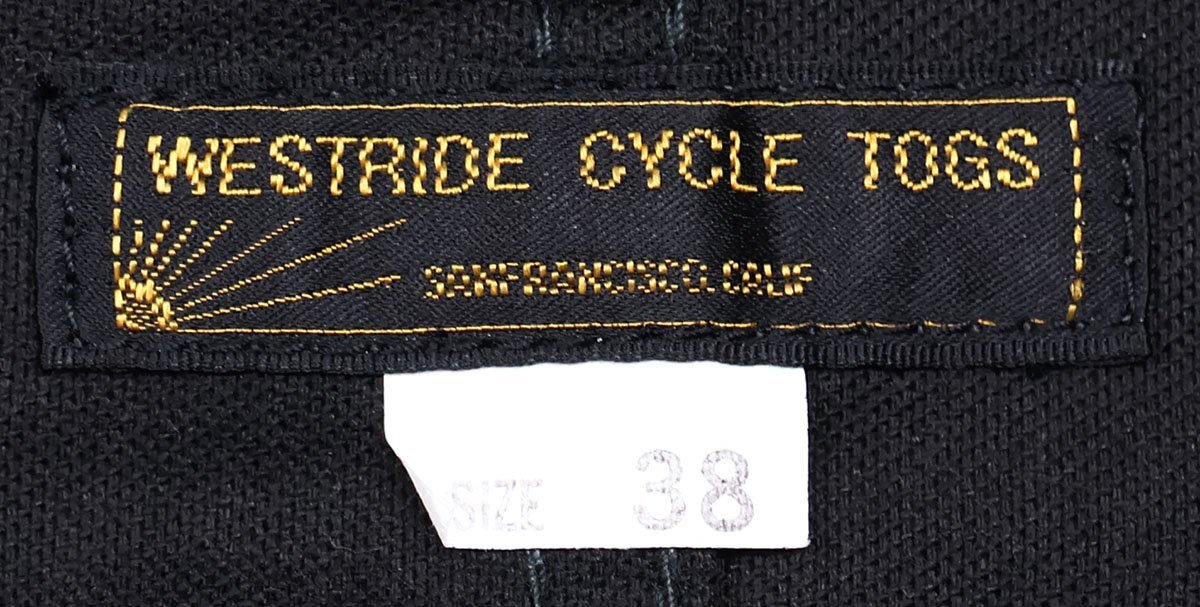 WESTRIDE CYCLE TOGS
SANFRANCISCO.CALIF
SIZE 38